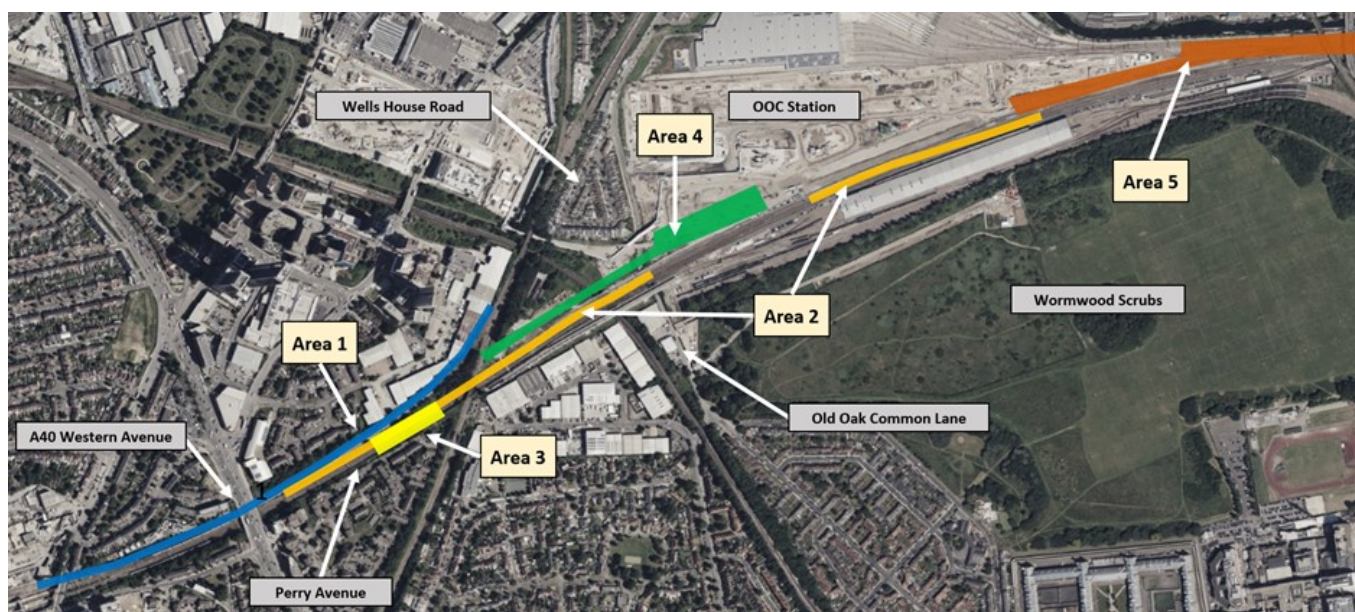 Wells House Road
OOC Station
Area 4
Area 5
Wormwood Scrubs
Area 2
Area 1
Old Oak Common Lane
A40 Western Avenue
Area 3
Perry Avenue